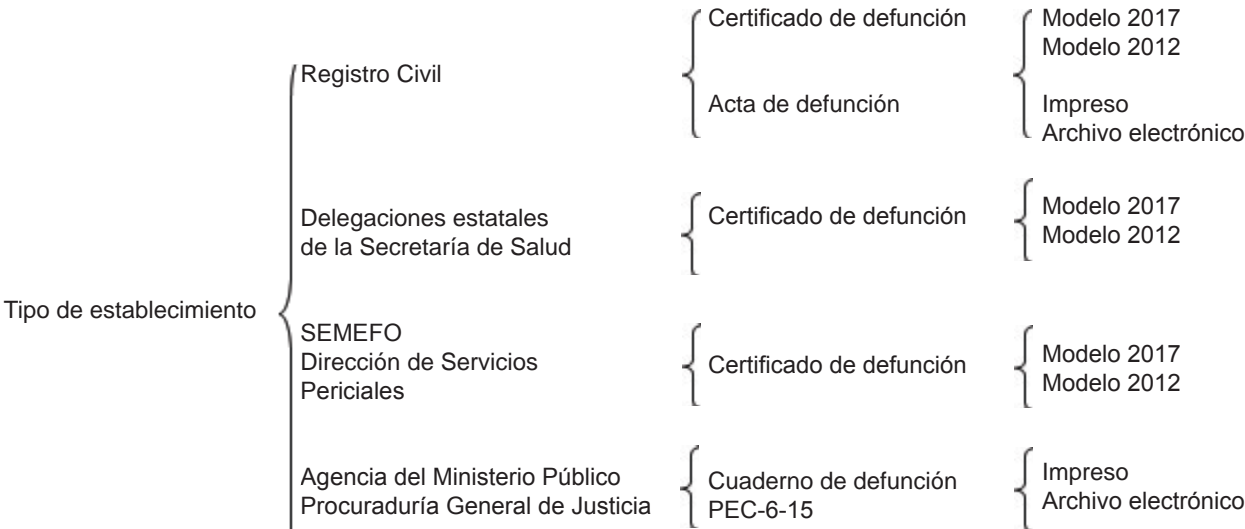 Certificado de defunción
Modelo 2017
Modelo 2012
Registro Civil
Acta de defunción
Impreso
Archivo electrónico
Delegaciones estatales
de la Secretaría de Salud
Certificado de defunción
Modelo 2017
Modelo 2012
Tipo de establecimiento
SEMEFO
Dirección de Servicios
Periciales
Certificado de defunción
Modelo 2017
Modelo 2012
Agencia del Ministerio Público
Procuraduría General de Justicia
Cuaderno de defunción
PEC-6-15
Impreso
Archivo electrónico